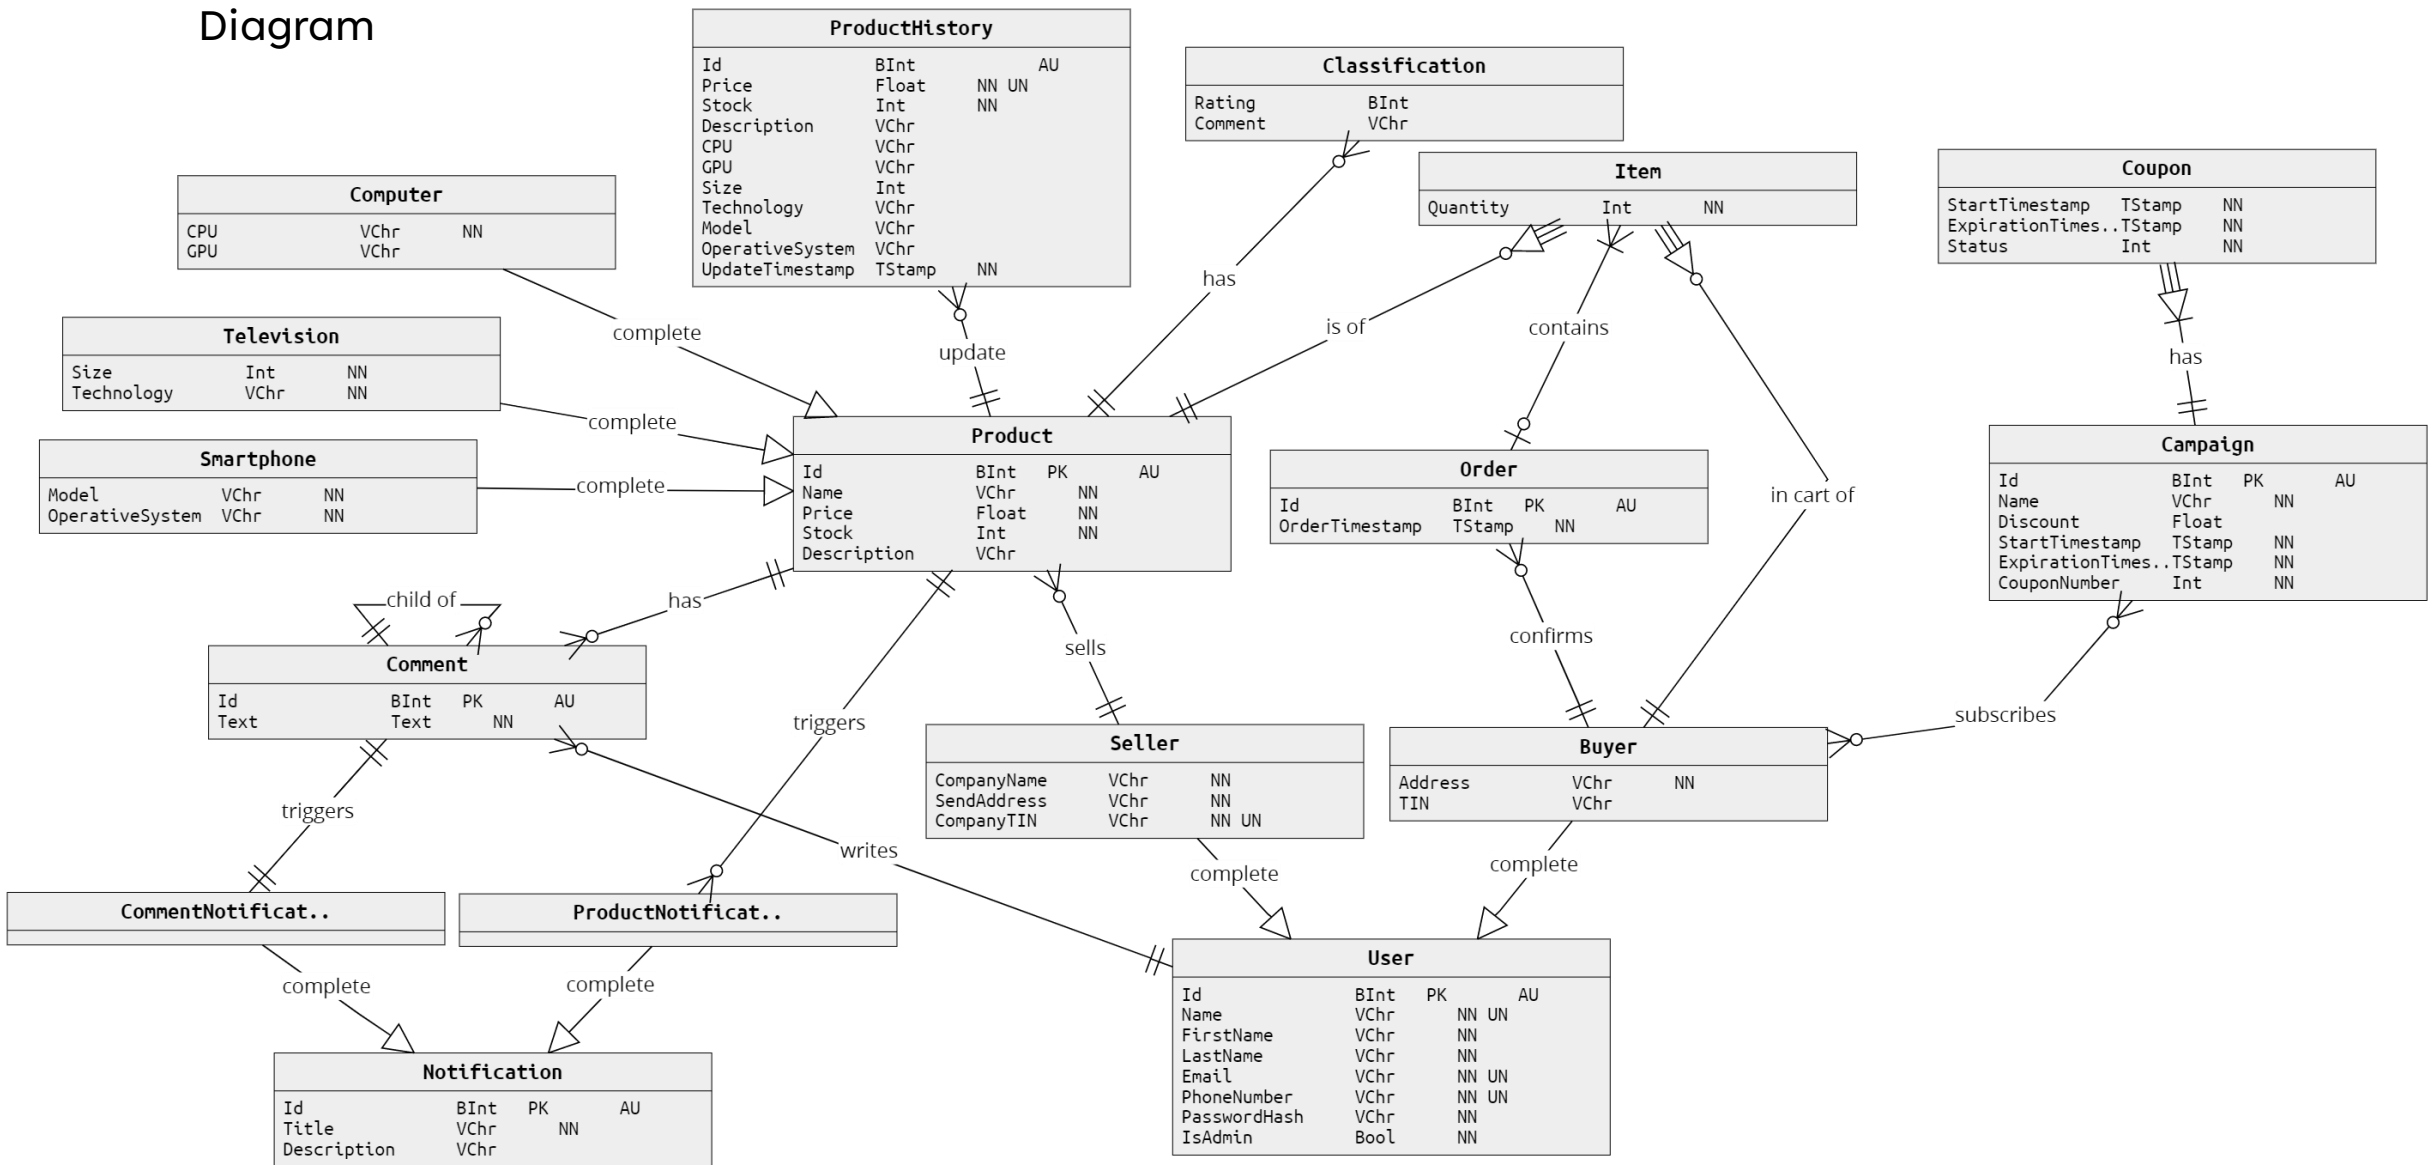 Diagram
ProductHistory
Id BInt AU
Price Float NN UN
Stock Int NN
Description VChr
CPU VChr
GPU VChr
Size Int
Technology VChr
Model VChr
OperativeSystem VChr
UpdateTimestamp TStamp NN
Classification
Rating BInt
Comment VChr
Item
Quantity Int NN
Coupon
StartTimestamp TStamp NN
ExpirationTimes..TStamp NN
Status Int NN
Computer
CPU VChr NN
GPU VChr
complete
update
has
is of
contains
has
Television
Size Int NN
Technology VChr NN
complete
Smartphone
Model VChr NN
OperativeSystem VChr NN
complete
Product
Id BInt PK AU
Name VChr NN
Price Float NN
Stock Int NN
Description VChr
Order
Id BInt PK AU
OrderTimestamp TStamp NN
in cart of
Campaign
Id BInt PK AU
Name VChr NN
Discount Float
StartTimestamp TStamp NN
ExpirationTimes..TStamp NN
CouponNumber Int NN
child of
has
sells
confirms
subscribes
Comment
Id BInt PK AU
Text Text NN
triggers
triggers
writes
Seller
CompanyName VChr NN
SendAddress VChr NN
CompanyTIN VChr NN UN
Buyer
Address VChr NN
TIN VChr
complete
complete
CommentNotificat..
ProductNotificat..
complete
complete
User
Id BInt PK AU
Name VChr NN UN
FirstName VChr NN
LastName VChr NN
Email VChr NN UN
PhoneNumber VChr NN UN
PasswordHash VChr NN
IsAdmin Bool NN
Notification
Id BInt PK AU
Title VChr NN
Description VChr